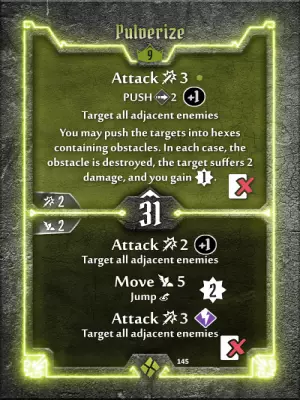 Pulverize
9
Attack 3
PUSH 2 +1
Target all adjacent enemies
You may push the targets into hexes
containing obstacles. In each case, the
obstacle is destroyed, the target suffers 2
damage, and you gain 1.
2
31
2
Attack 2 +1
Target all adjacent enemies
Move 5
Jump
2
Attack 3
Target all adjacent enemies
145